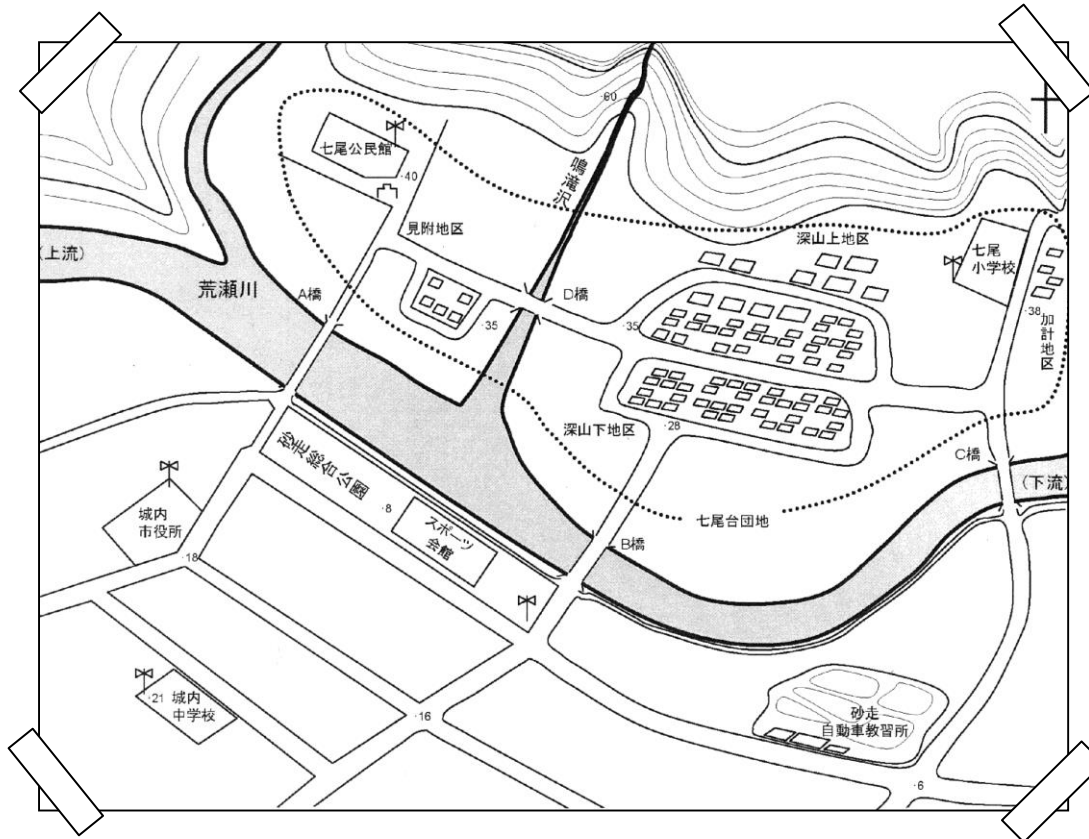 ·60
七尾公民館
鳴滝沢
·40
見附地区
深山上地区
七尾
小学校
(上流)
荒瀬川
A橋
D橋
·35
·35
·38
加計地区
深山下地区
·28
C橋
(下流)
砂走総合公園
七尾台団地
城内
市役所
·8
スポーツ
会館
B橋
·18
·21
城内
中学校
·16
砂走
自動車教習所
·6